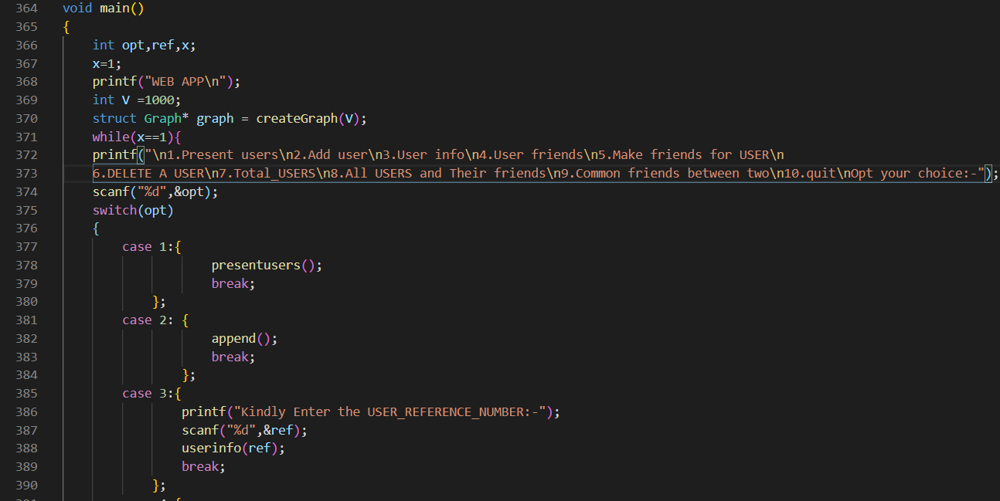 364 void main()
365 {
366 int opt,ref,x;
367 x=1;
368 printf("WEB APP\n");
369 int V =1000;
370 struct Graph* graph = createGraph(V);
371 while(x==1){
372 printf("\n1.Present users\n2.Add user\n3.User info\n4.User friends\n5.Make friends for USER\n
373 6.DELETE A USER\n7.Total_USERS\n8.All USERS and Their friends\n9.Common friends between two\n10.quit\nOpt your choice:-");
374 scanf("%d",&opt);
375 switch(opt)
376 {
377 case 1:{
378 presentusers();
379 break;
380 };
381 case 2: {
382 append();
383 break;
384 };
385 case 3:{
386 printf("Kindly Enter the USER_REFERENCE_NUMBER:-");
387 scanf("%d",&ref);
388 userinfo(ref);
389 break;
390 };